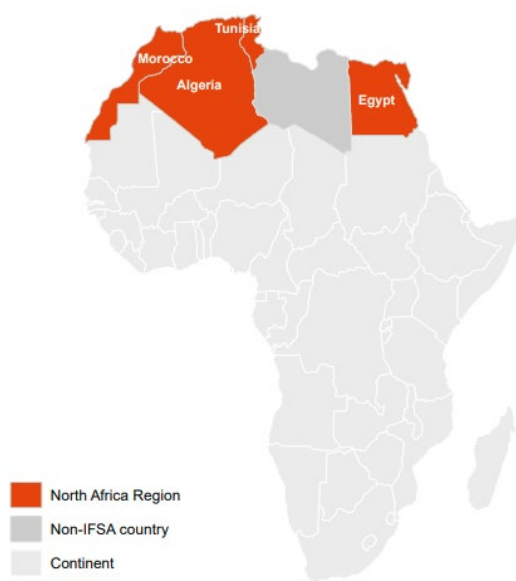 Tunisia
Morocco
Algeria
Egypt
North Africa Region
Non-IFSA country
Continent